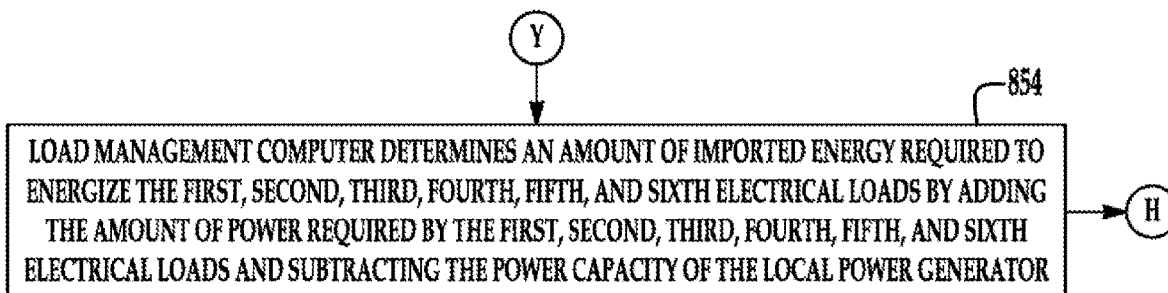 Y
854
LOAD MANAGEMENT COMPUTER DETERMINES AN AMOUNT OF IMPORTED ENERGY REQUIRED TO
ENERGIZE THE FIRST, SECOND, THIRD, FOURTH, FIFTH, AND SIXTH ELECTRICAL LOADS BY ADDING
THE AMOUNT OF POWER REQUIRED BY THE FIRST, SECOND, THIRD, FOURTH, FIFTH, AND SIXTH
ELECTRICAL LOADS AND SUBTRACTING THE POWER CAPACITY OF THE LOCAL POWER GENERATOR
H